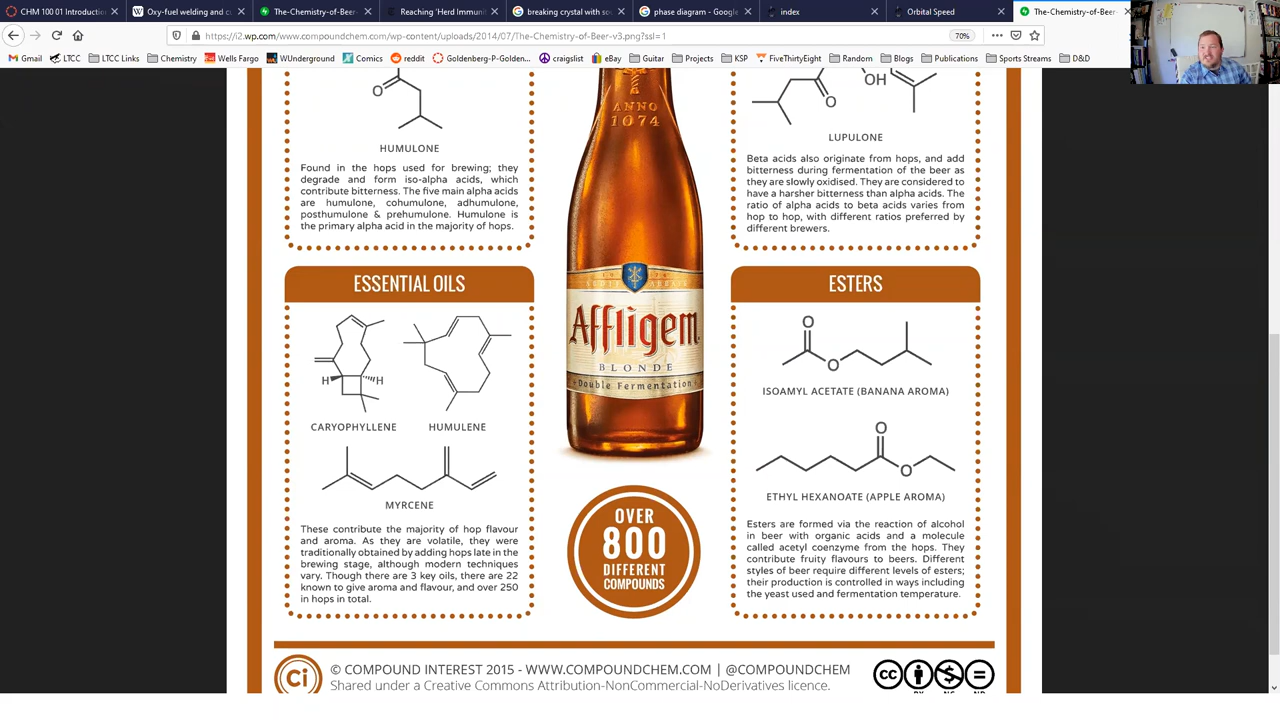 CHM 100 01 Introduction
Oxy-fuel welding and cu
The-Chemistry-of-Beer-
Reaching 'Herd Immuni
breaking crystal with sou
phase diagram - Google
index
Orbital Speed
The-Chemistry-of-Beer-
https://i2.wp.com/www.compoundchem.com/wp-content/uploads/2014/07/The-Chemistry-of-Beer-v3.png?ssl=1
70%
Gmail
LTCC
LTCC Links
Chemistry
Wells Fargo
WUnderground
Comics
reddit
Goldenberg-P-Golden...
craigslist
eBay
Guitar
Projects
KSP
FiveThirtyEight
Random
Blogs
Publications
Sports Streams
D&D
O
HUMULONE
Found in the hops used for brewing; they
degrade and form iso-alpha acids, which
contribute bitterness. The five main alpha acids
are humulone, cohumulone, adhumulone,
posthumulone & prehumulone. Humulone is
the primary alpha acid in the majority of hops.
ANNO
1074
O
OH
LUPULONE
Beta acids also originate from hops, and add
bitterness during fermentation of the beer as
they are slowly oxidised. They are considered to
have a harsher bitterness than alpha acids. The
ratio of alpha acids to beta acids varies from
hop to hop, with different ratios preferred by
different brewers.
ESSENTIAL OILS
H
H
CARYOPHYLLENE
HUMULENE
MYRCENE
These contribute the majority of hop flavour
and aroma. As they are volatile, they were
traditionally obtained by adding hops late in the
brewing stage, although modern techniques
vary. Though there are 3 key oils, there are 22
known to give aroma and flavour, and over 250
in hops in total.
Affligem
BLONDE
Double Fermentation
OVER
800
DIFFERENT
COMPOUNDS
ESTERS
O
O
ISOAMYL ACETATE (BANANA AROMA)
O
O
ETHYL HEXANOATE (APPLE AROMA)
Esters are formed via the reaction of alcohol
in beer with organic acids and a molecule
called acetyl coenzyme from the hops. They
contribute fruity flavours to beers. Different
styles of beer require different levels of esters;
their production is controlled in ways including
the yeast used and fermentation temperature.
Ci
© COMPOUND INTEREST 2015 - WWW.COMPOUNDCHEM.COM | @COMPOUNDCHEM
Shared under a Creative Commons Attribution-NonCommercial-NoDerivatives licence.
cc